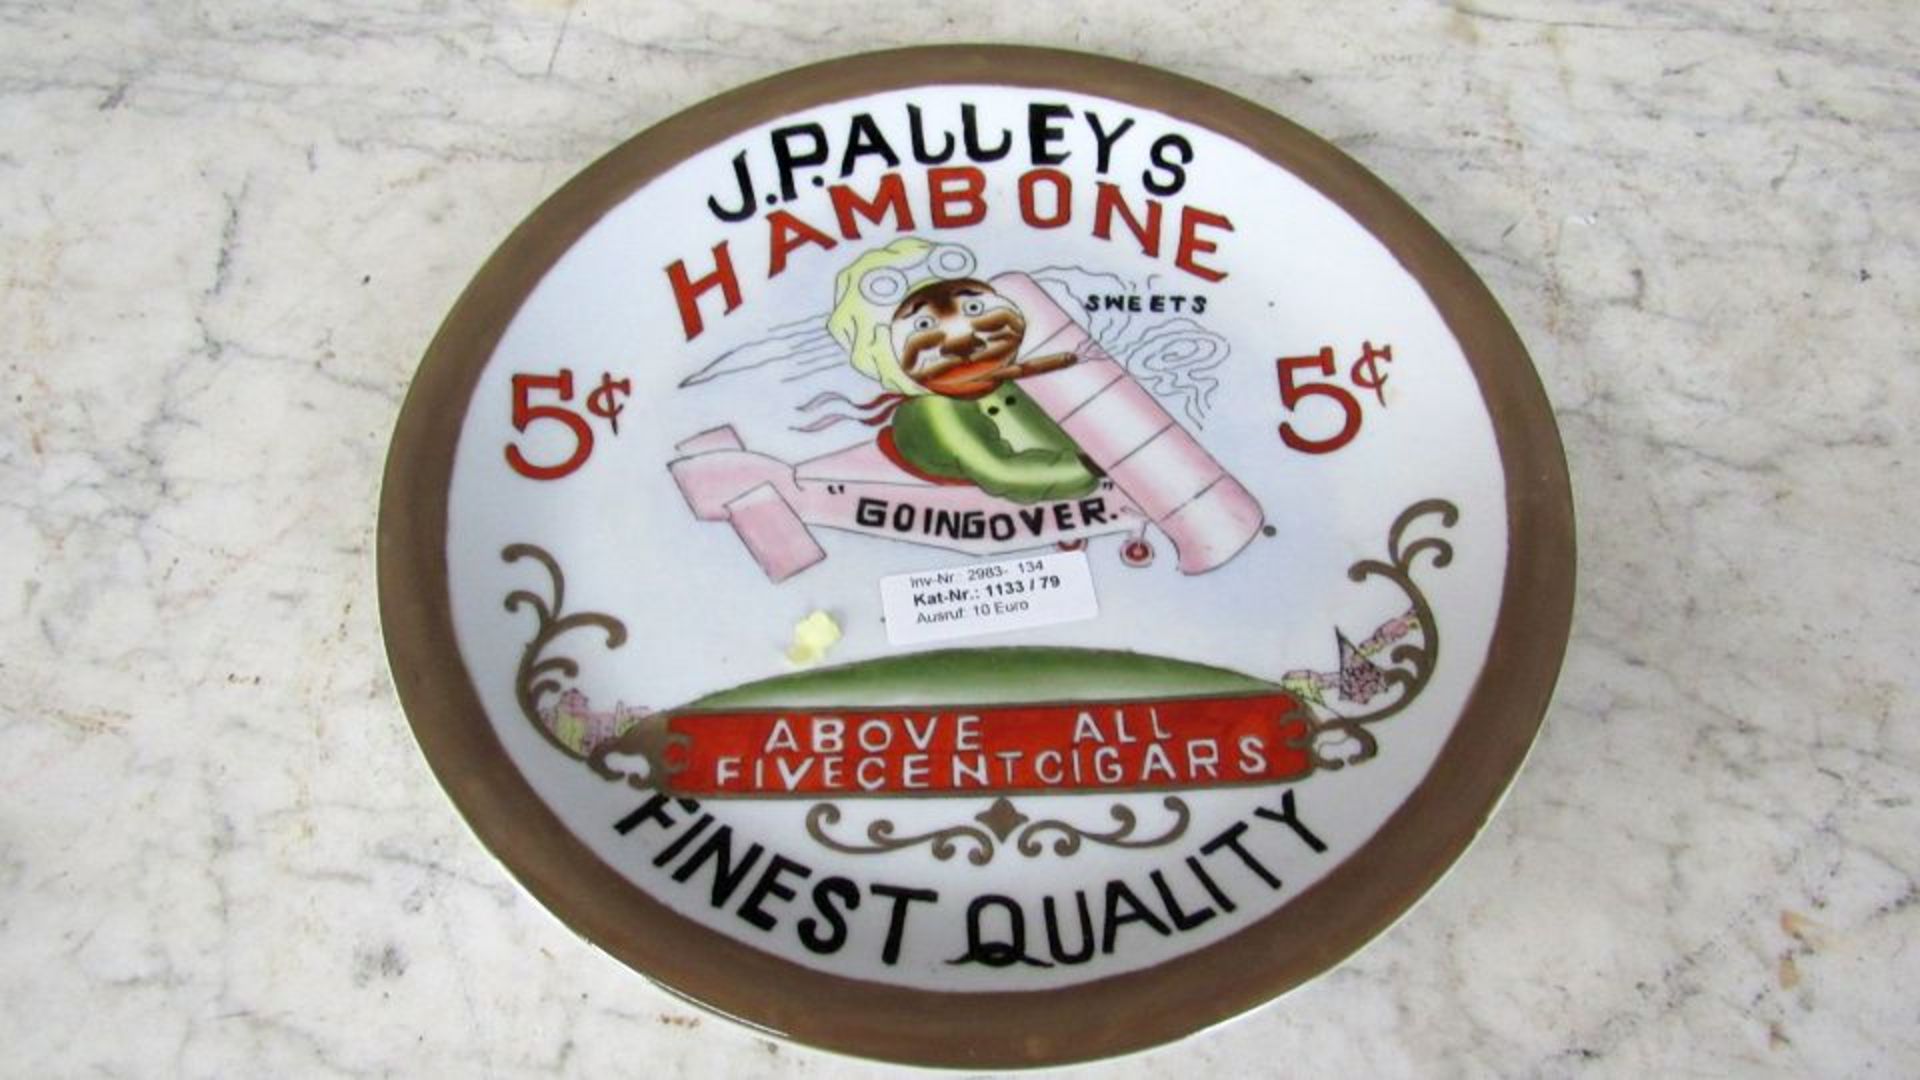 J.P.ALLEYS
HAMBONE
SWEETS
5¢
5¢
"GOINGOVER."
Inv-Nr.: 2983- 134
Kat-Nr.: 1133 / 79
Ausruf: 10 Euro
ABOVE ALL
FIVECENTCIGARS
FINEST QUALITY